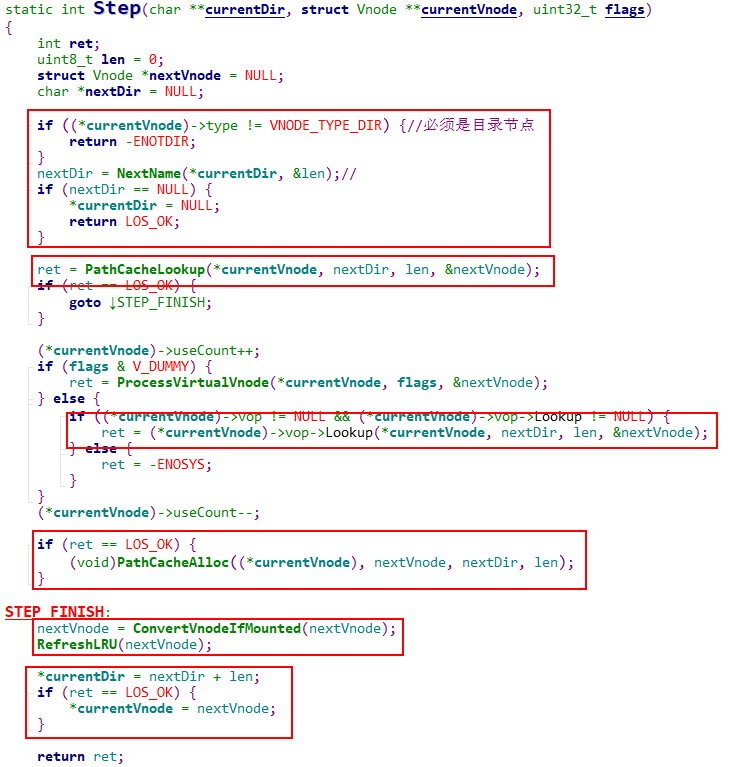 static int Step(char **currentDir, struct Vnode **currentVnode, uint32_t flags)
{
    int ret;
    uint8_t len = 0;
    struct Vnode *nextVnode = NULL;
    char *nextDir = NULL;

    if ((*currentVnode)->type != VNODE_TYPE_DIR) {//必须是目录节点
        return -ENOTDIR;
    }
    nextDir = NextName(*currentDir, &len);//
    if (nextDir == NULL) {
        *currentDir = NULL;
        return LOS_OK;
    }

    ret = PathCacheLookup(*currentVnode, nextDir, len, &nextVnode);
    if (ret == LOS_OK) {
        goto ↓STEP_FINISH;
    }

    (*currentVnode)->useCount++;
    if (flags & V_DUMMY) {
        ret = ProcessVirtualVnode(*currentVnode, flags, &nextVnode);
    } else {
        if ((*currentVnode)->vop != NULL && (*currentVnode)->vop->Lookup != NULL) {
            ret = (*currentVnode)->vop->Lookup(*currentVnode, nextDir, len, &nextVnode);
        } else {
            ret = -ENOSYS;
        }
    }
    (*currentVnode)->useCount--;

    if (ret == LOS_OK) {
        (void)PathCacheAlloc((*currentVnode), nextVnode, nextDir, len);
    }

STEP_FINISH:
    nextVnode = ConvertVnodeIfMounted(nextVnode);
    RefreshLRU(nextVnode);

    *currentDir = nextDir + len;
    if (ret == LOS_OK) {
        *currentVnode = nextVnode;
    }

    return ret;